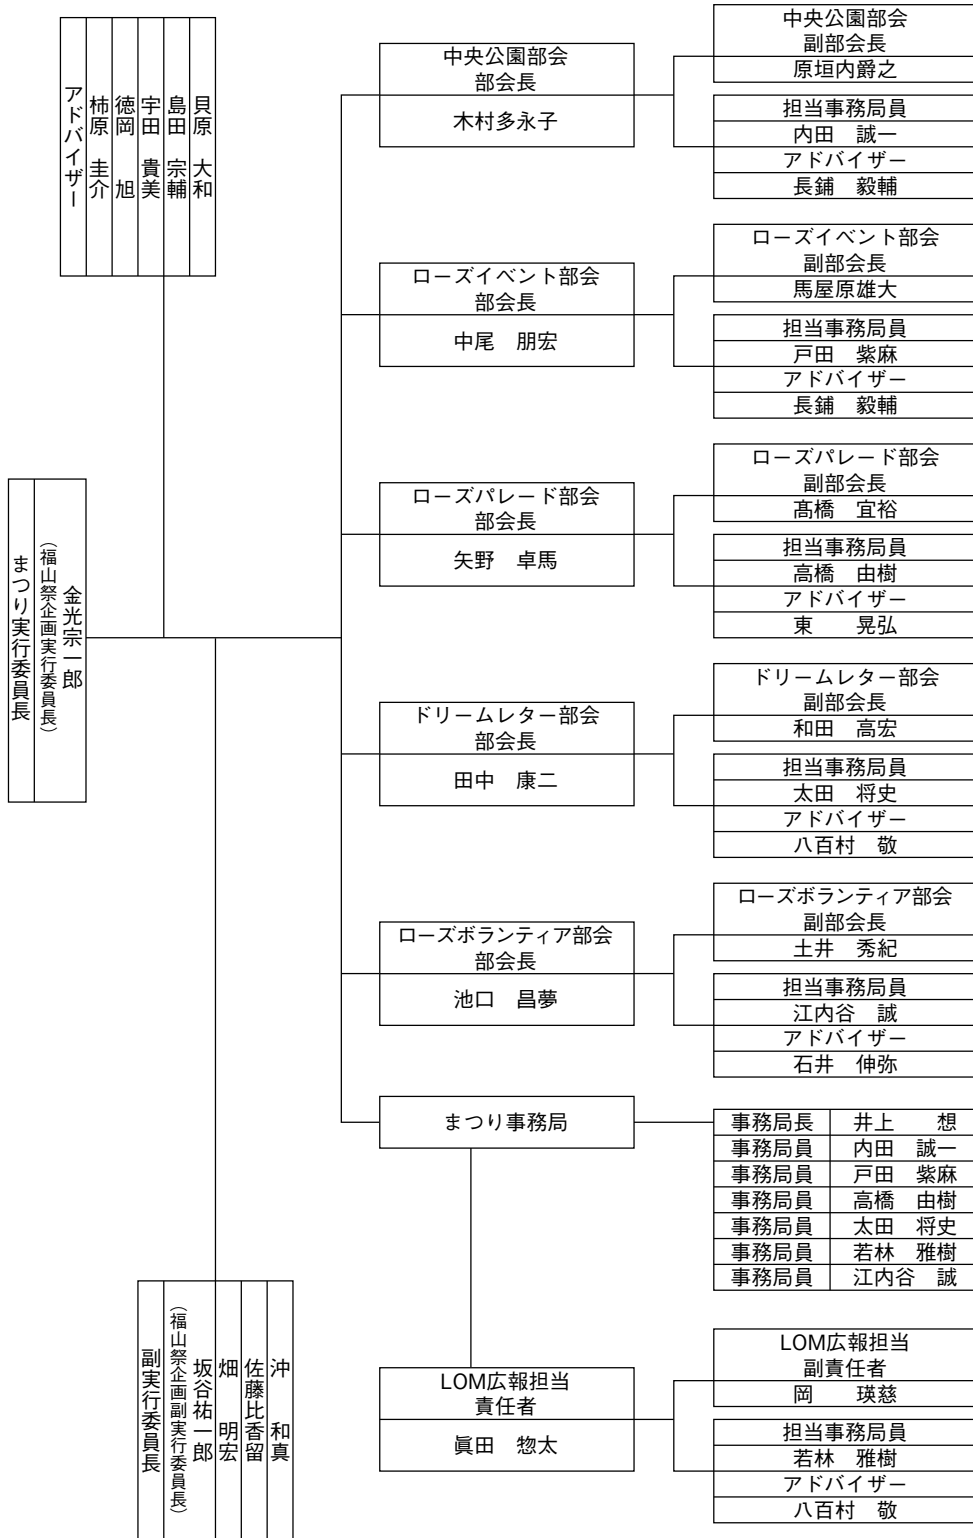 まつり実行委員長
(福山祭企画実行委員長)
金光宗一郎
アドバイザー
柿原 圭介
徳岡 旭
宇田 貴美
島田 宗輔
貝原 大和
副実行委員長
(福山祭企画副実行委員長)
坂谷祐一郎
畑 明宏
佐藤比香留
沖 和真
中央公園部会
部会長
木村多永子
中央公園部会
副部会長
原垣内爵之
担当事務局員
内田 誠一
アドバイザー
長鋪 毅輔
ローズイベント部会
部会長
中尾 朋宏
ローズイベント部会
副部会長
馬屋原雄大
担当事務局員
戸田 紫麻
アドバイザー
長鋪 毅輔
ローズパレード部会
部会長
矢野 卓馬
ローズパレード部会
副部会長
髙橋 宜裕
担当事務局員
高橋 由樹
アドバイザー
東 晃弘
ドリームレター部会
部会長
田中 康二
ドリームレター部会
副部会長
和田 高宏
担当事務局員
太田 将史
アドバイザー
八百村 敬
ローズボランティア部会
部会長
池口 昌夢
ローズボランティア部会
副部会長
土井 秀紀
担当事務局員
江内谷 誠
アドバイザー
石井 伸弥
まつり事務局
事務局長 井上 想
事務局員 内田 誠一
事務局員 戸田 紫麻
事務局員 高橋 由樹
事務局員 太田 将史
事務局員 若林 雅樹
事務局員 江内谷 誠
LOM広報担当
責任者
眞田 惣太
LOM広報担当
副責任者
岡 瑛慈
担当事務局員
若林 雅樹
アドバイザー
八百村 敬